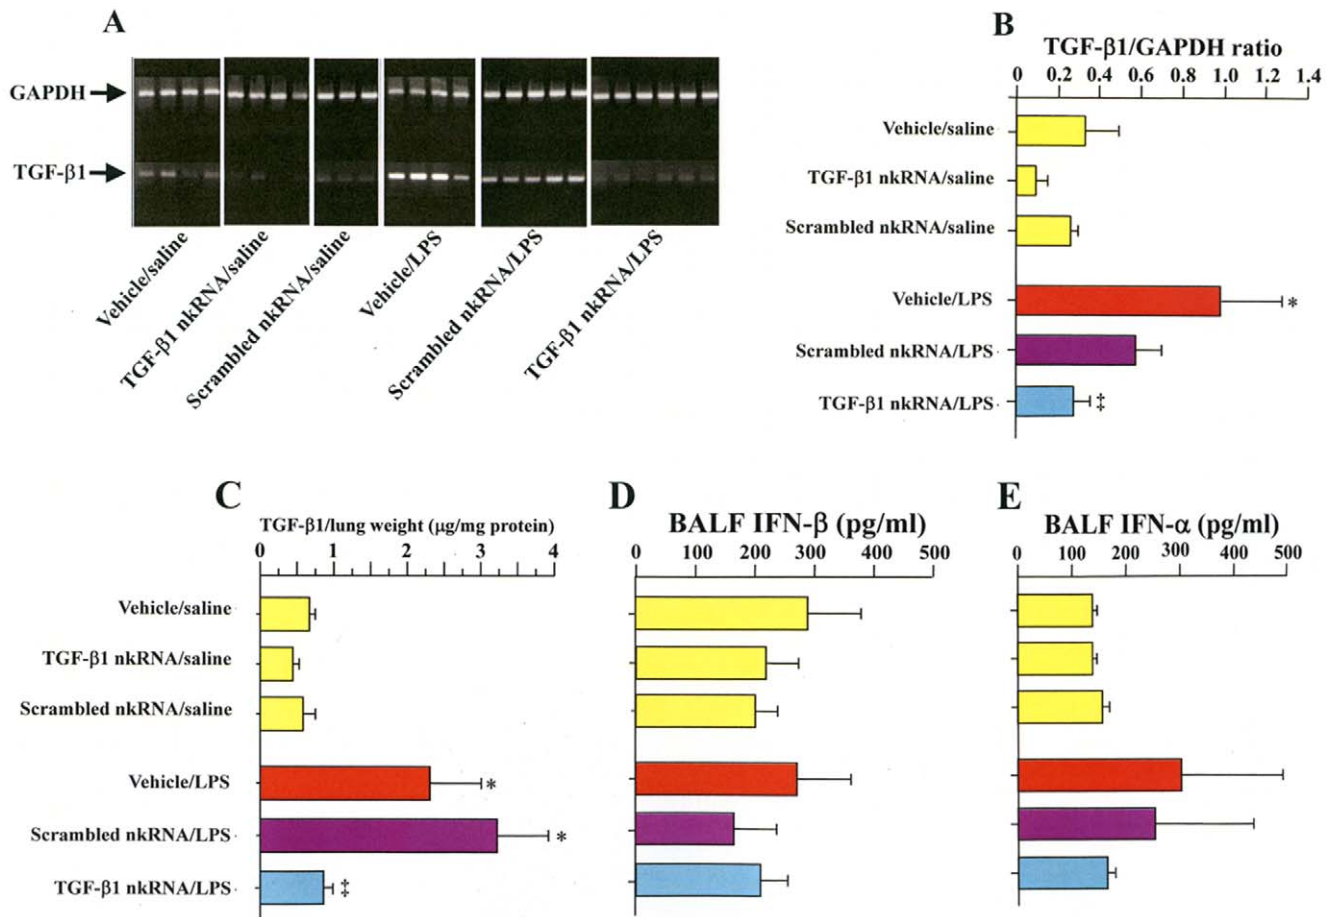 A
GAPDH
TGF-β1
Vehicle/saline
TGF-β1 nkRNA/saline
Scrambled nkRNA/saline
Vehicle/LPS
Scrambled nkRNA/LPS
TGF-β1 nkRNA/LPS
B
TGF-β1/GAPDH ratio
0 0.2 0.4 0.6 0.8 1.0 1.2 1.4
Vehicle/saline
TGF-β1 nkRNA/saline
Scrambled nkRNA/saline
Vehicle/LPS
*
Scrambled nkRNA/LPS
TGF-β1 nkRNA/LPS
‡
C
TGF-β1/lung weight (μg/mg protein)
0 1 2 3 4
Vehicle/saline
TGF-β1 nkRNA/saline
Scrambled nkRNA/saline
Vehicle/LPS
*
Scrambled nkRNA/LPS
*
TGF-β1 nkRNA/LPS
‡
D
BALF IFN-β (pg/ml)
0 100 200 300 400 500
E
BALF IFN-α (pg/ml)
0 100 200 300 400 500